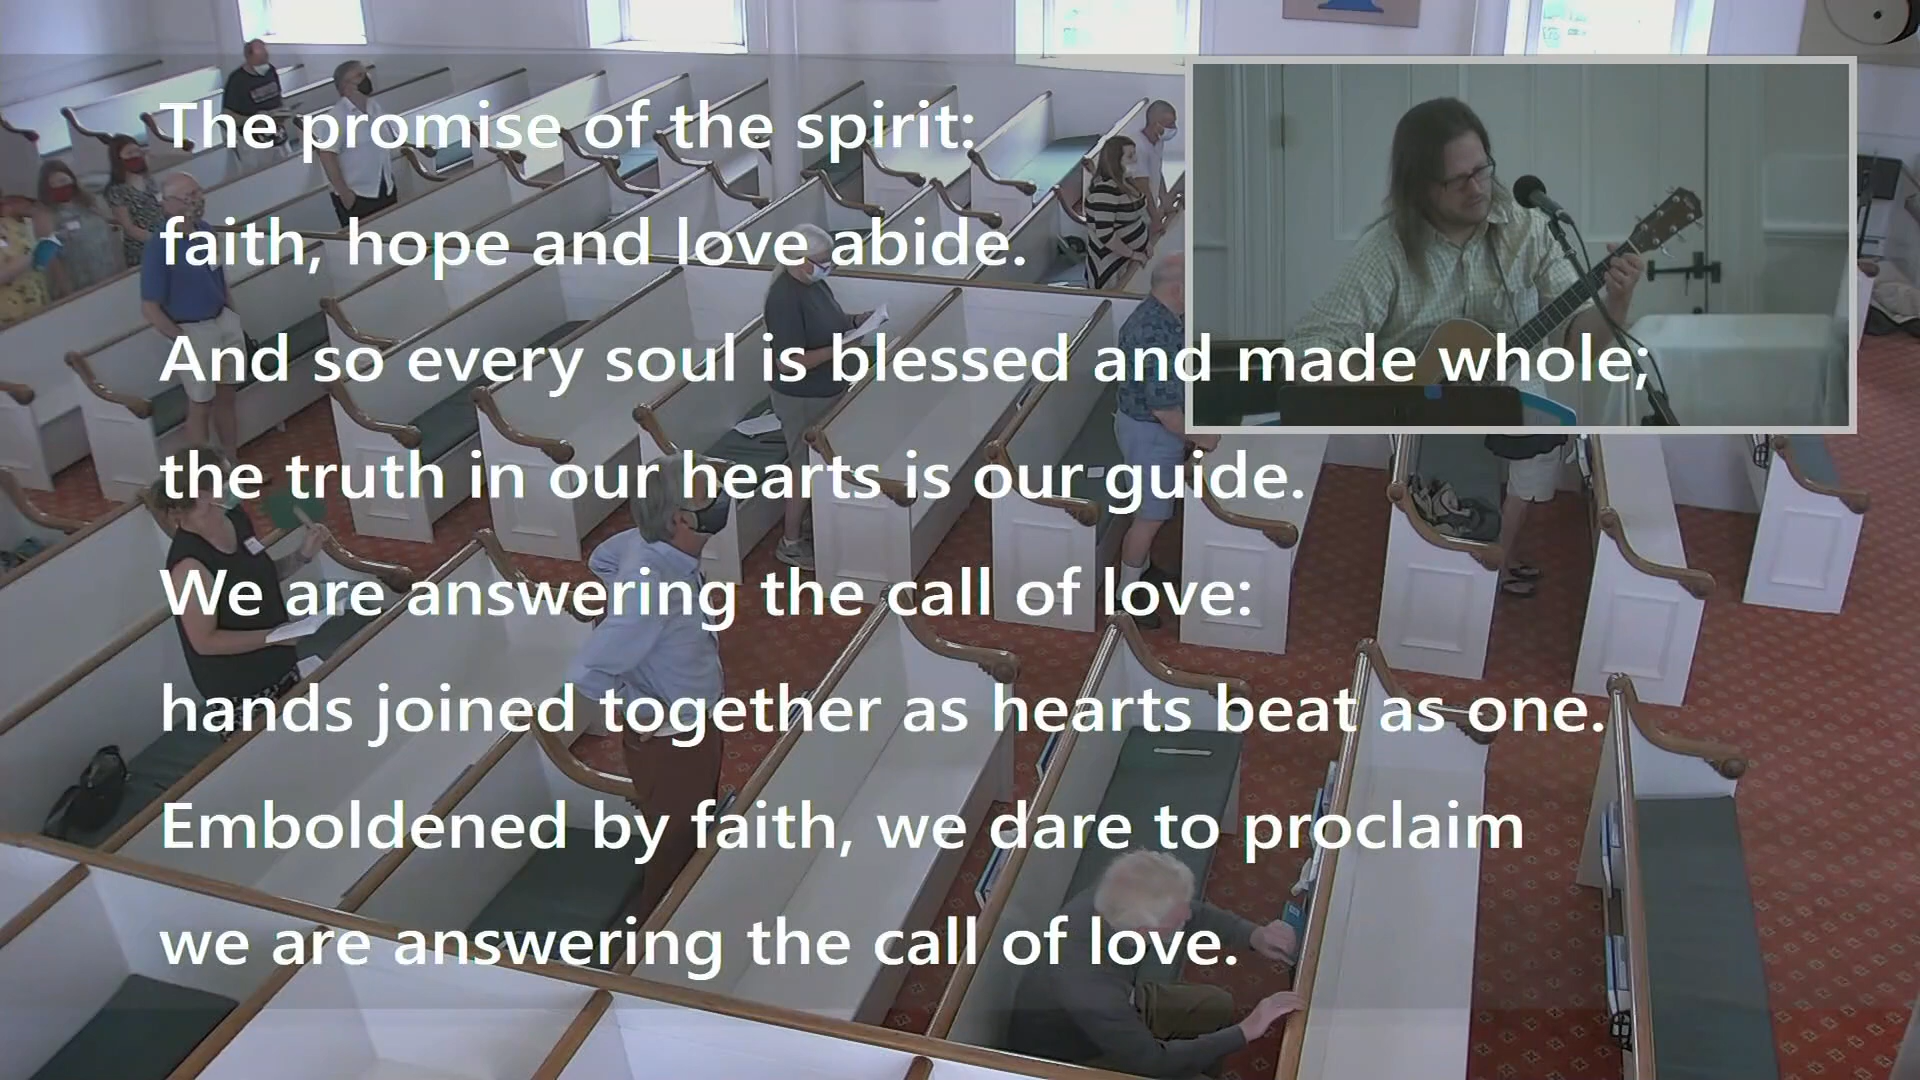 The promise of the spirit:
faith, hope and love abide.
And so every soul is blessed and made whole;
the truth in our hearts is our guide.
We are answering the call of love:
hands joined together as hearts beat as one.
Emboldened by faith, we dare to proclaim
we are answering the call of love.